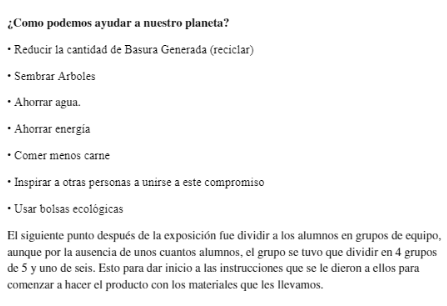 ¿Como podemos ayudar a nuestro planeta?
• Reducir la cantidad de Basura Generada (reciclar)
• Sembrar Arboles
• Ahorrar agua.
• Ahorrar energía
• Comer menos carne
• Inspirar a otras personas a unirse a este compromiso
• Usar bolsas ecológicas
El siguiente punto después de la exposición fue dividir a los alumnos en grupos de equipo,
aunque por la ausencia de unos cuantos alumnos, el grupo se tuvo que dividir en 4 grupos
de 5 y uno de seis. Esto para dar inicio a las instrucciones que se le dieron a ellos para
comenzar a hacer el producto con los materiales que les llevamos.